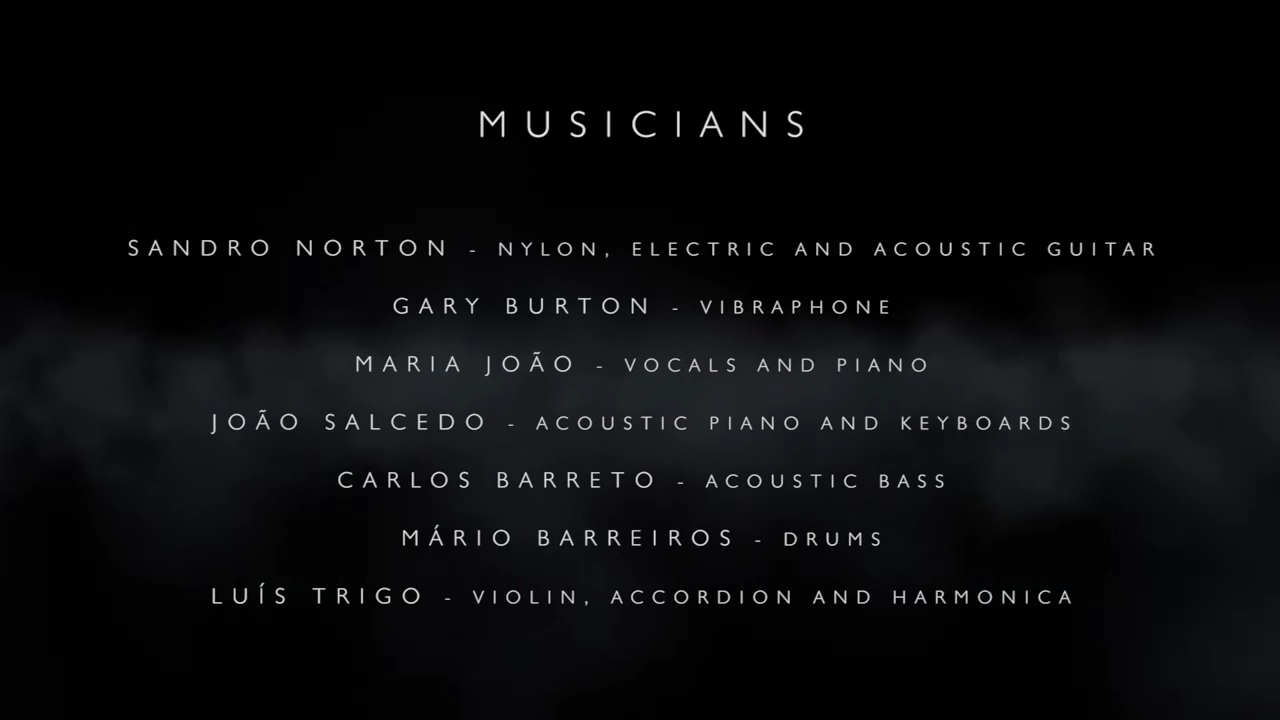 MUSICIANS
SANDRO NORTON - NYLON, ELECTRIC AND ACOUSTIC GUITAR
GARY BURTON - VIBRAPHONE
MARIA JOÃO - VOCALS AND PIANO
JOÃO SALCEDO - ACOUSTIC PIANO AND KEYBOARDS
CARLOS BARRETO - ACOUSTIC BASS
MÁRIO BARREIROS - DRUMS
LUÍS TRIGO - VIOLIN, ACCORDION AND HARMONICA